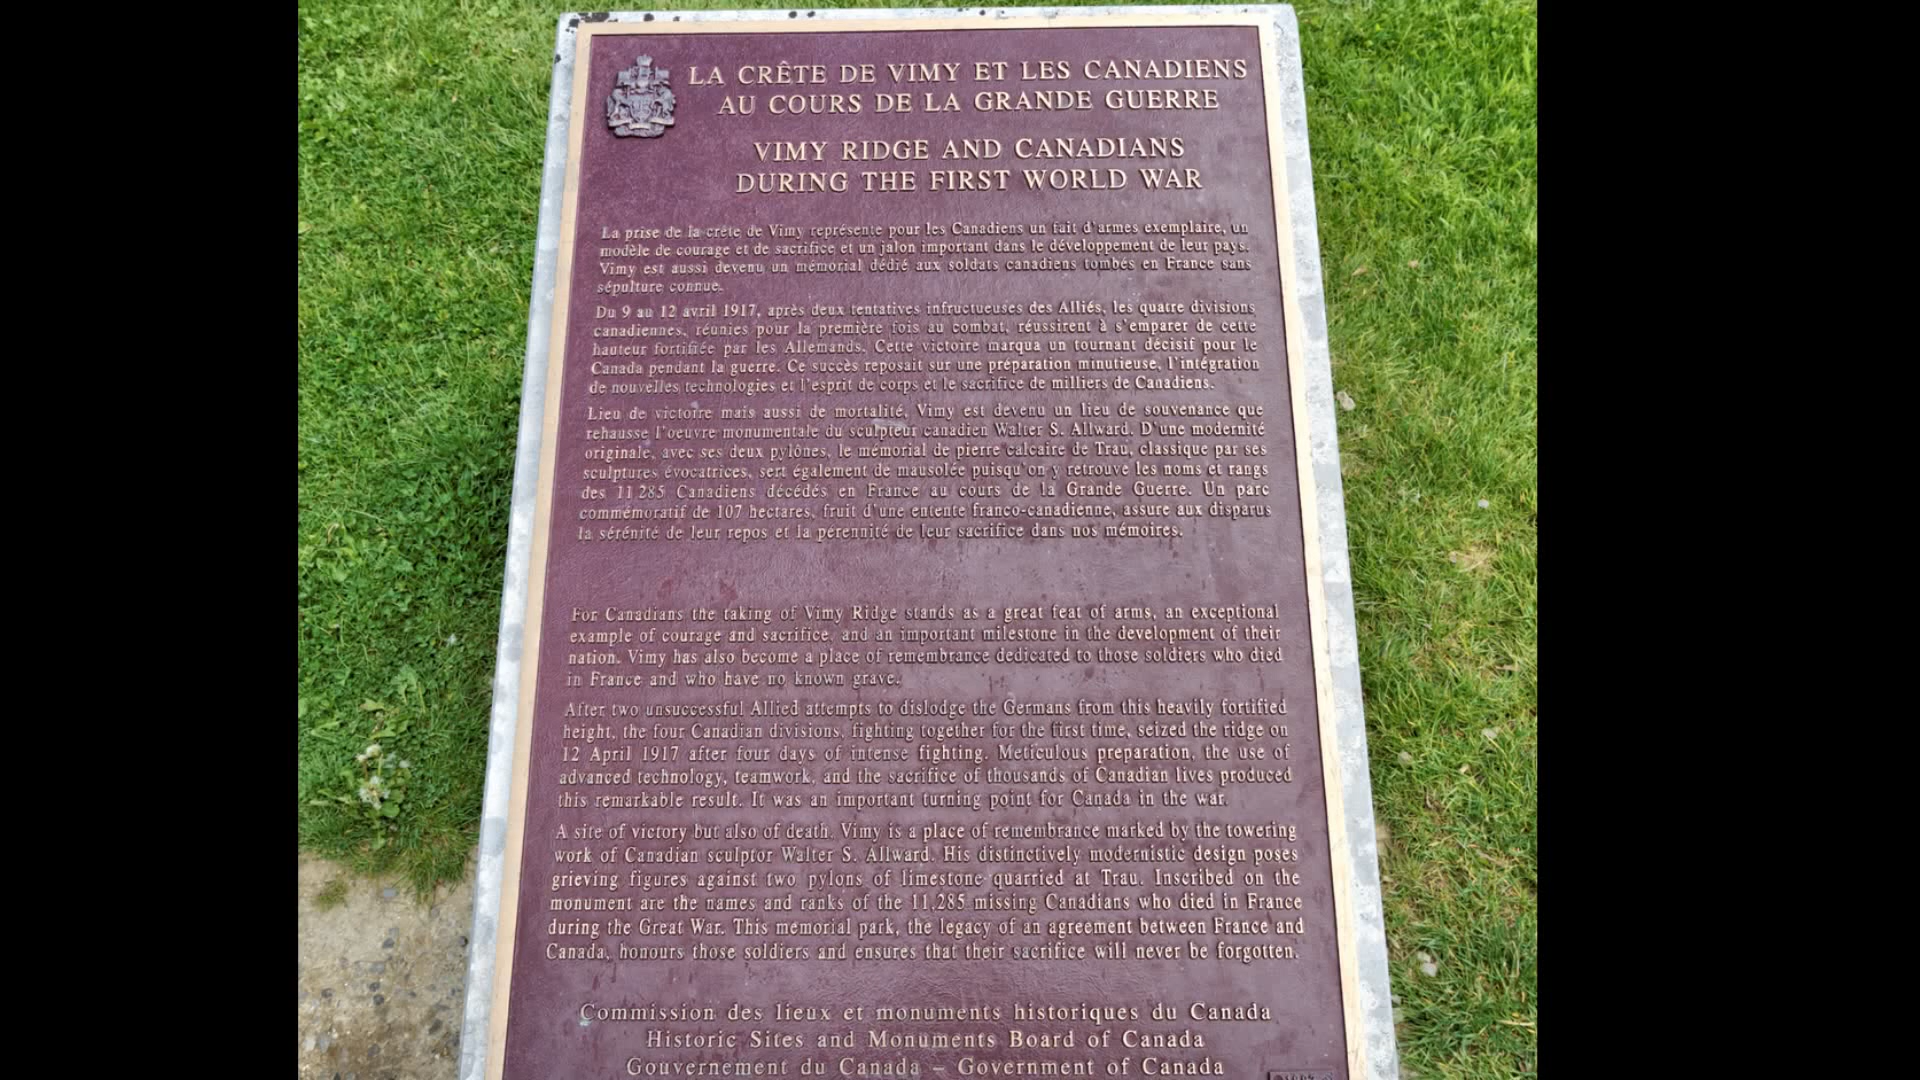 LA CRÊTE DE VIMY ET LES CANADIENS
AU COURS DE LA GRANDE GUERRE
VIMY RIDGE AND CANADIANS
DURING THE FIRST WORLD WAR
La prise de la crête de Vimy représente pour les Canadiens un fait d'armes exemplaire, un
modèle de courage et de sacrifice et un jalon important dans le développement de leur pays.
Vimy est aussi devenu un mémorial dédié aux soldats canadiens tombés en France sans
sépulture connue.
Du 9 au 12 avril 1917, après deux tentatives infructueuses des Alliés, les quatre divisions
canadiennes, réunies pour la première fois au combat, réussirent à s'emparer de cette
hauteur fortifiée par les Allemands. Cette victoire marqua un tournant décisif pour le
Canada pendant la guerre. Ce succès reposait sur une préparation minutieuse, l'intégration
de nouvelles technologies et l'esprit de corps et le sacrifice de milliers de Canadiens.
Lieu de victoire mais aussi de mortalité, Vimy est devenu un lieu de souvenance que
rehausse l'oeuvre monumentale du sculpteur canadien Walter S. Allward. D'une modernité
originale, avec ses deux pylônes, le mémorial de pierre calcaire de Trau, classique par ses
sculptures évocatrices, sert également de mausolée puisqu'on y retrouve les noms et rangs
des 11 285 Canadiens décédés en France au cours de la Grande Guerre. Un parc
commémoratif de 107 hectares, fruit d'une entente franco-canadienne, assure aux disparus
la sérénité de leur repos et la pérennité de leur sacrifice dans nos mémoires.
For Canadians the taking of Vimy Ridge stands as a great feat of arms, an exceptional
example of courage and sacrifice, and an important milestone in the development of their
nation. Vimy has also become a place of remembrance dedicated to those soldiers who died
in France and who have no known grave.
After two unsuccessful Allied attempts to dislodge the Germans from this heavily fortified
height, the four Canadian divisions, fighting together for the first time, seized the ridge on
12 April 1917 after four days of intense fighting. Meticulous preparation, the use of
advanced technology, teamwork, and the sacrifice of thousands of Canadian lives produced
this remarkable result. It was an important turning point for Canada in the war.
A site of victory but also of death, Vimy is a place of remembrance marked by the towering
work of Canadian sculptor Walter S. Allward. His distinctively modernistic design poses
grieving figures against two pylons of limestone quarried at Trau. Inscribed on the
monument are the names and ranks of the 11,285 missing Canadians who died in France
during the Great War. This memorial park, the legacy of an agreement between France and
Canada, honours those soldiers and ensures that their sacrifice will never be forgotten.
Commission des lieux et monuments historiques du Canada
Historic Sites and Monuments Board of Canada
Gouvernement du Canada – Government of Canada